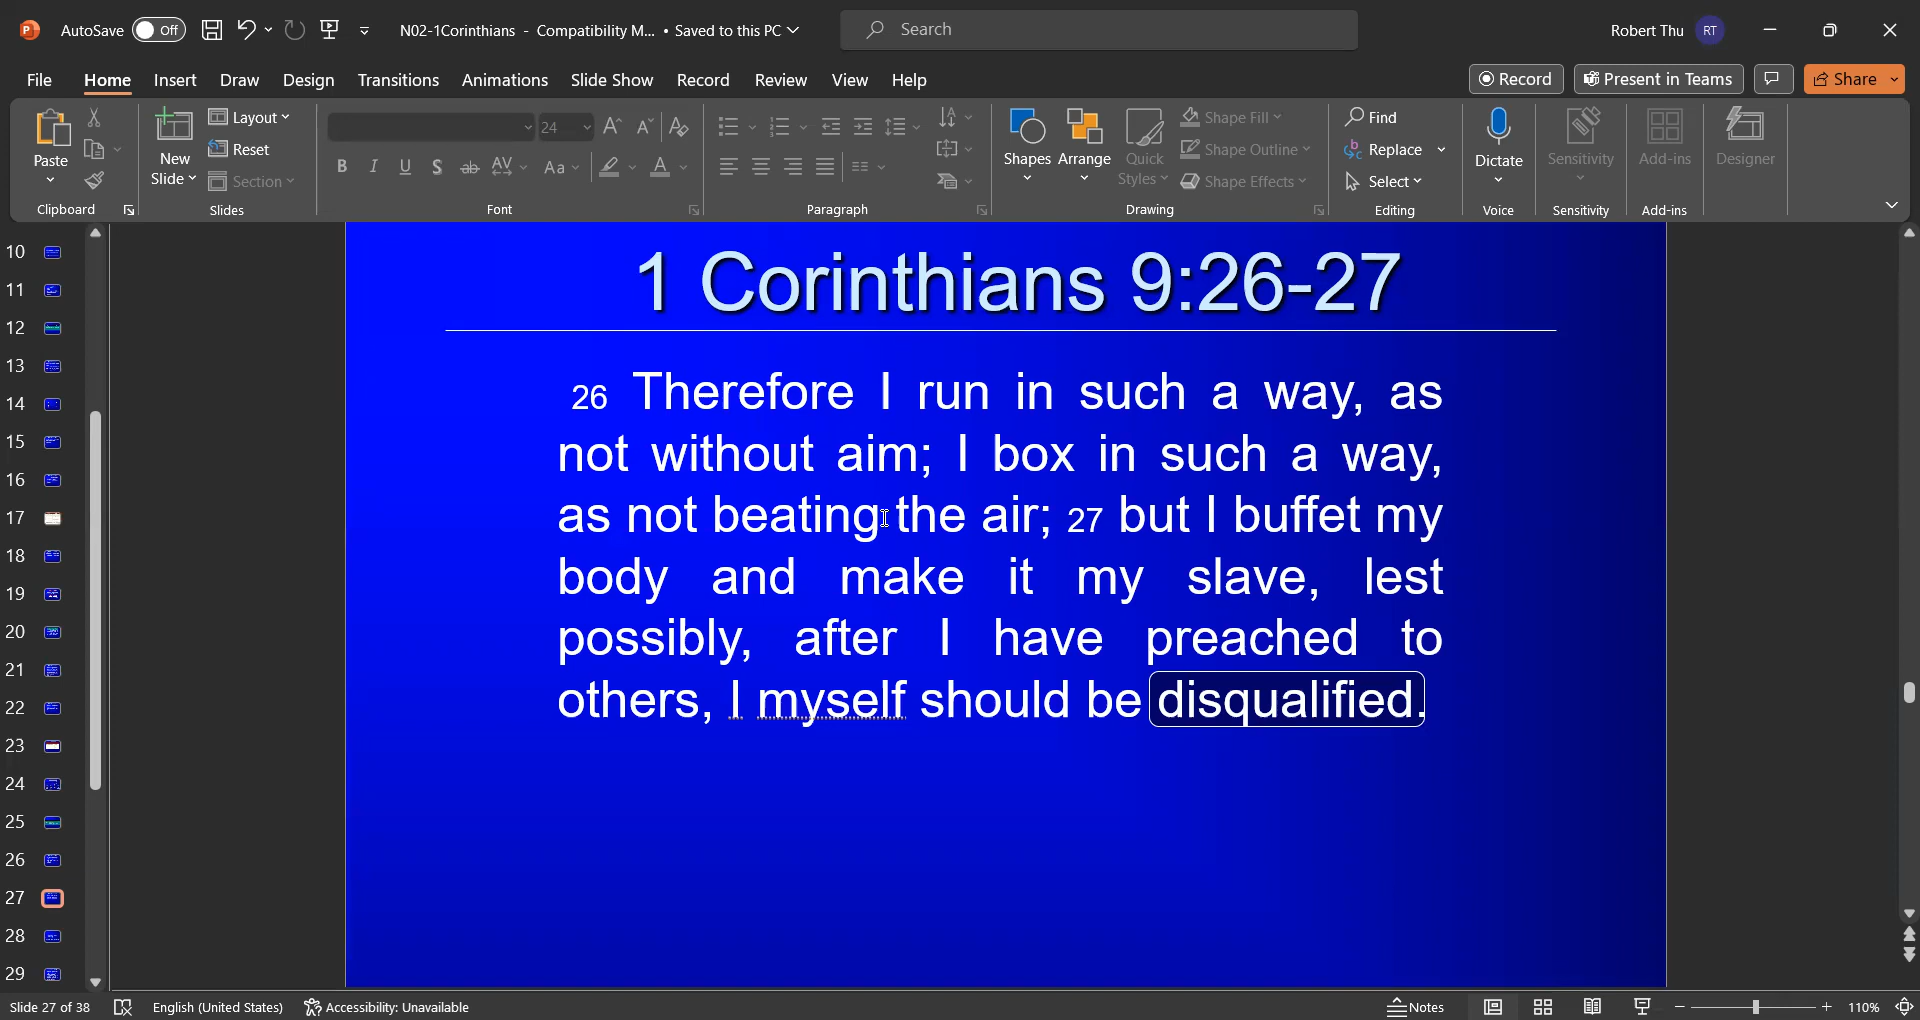 AutoSave Off N02-1Corinthians - Compatibility M... • Saved to this PC Search Robert Thu RT
File Home Insert Draw Design Transitions Animations Slide Show Record Review View Help Record Present in Teams Share
Paste
Clipboard
New Slide
Layout
Reset
Section
Slides
24
B I U S ab AV Aa A
Font
Paragraph
Shapes
Arrange
Quick Styles
Shape Fill
Shape Outline
Shape Effects
Drawing
Find
Replace
Select
Editing
Dictate
Voice
Sensitivity
Sensitivity
Add-ins
Add-ins
Designer
10
11
12
13
14
15
16
17
18
19
20
21
22
23
24
25
26
27
28
29
1 Corinthians 9:26-27
26 Therefore I run in such a way, as
not without aim; I box in such a way,
as not beating the air; 27 but I buffet my
body and make it my slave, lest
possibly, after I have preached to
others, I myself should be disqualified.
Slide 27 of 38 English (United States) Accessibility: Unavailable Notes 110%